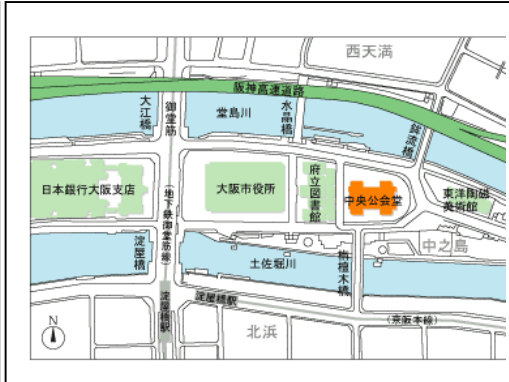 西天満
阪神高速道路
大江橋
御堂筋
堂島川
水晶橋
鉾流橋
日本銀行大阪支店
大阪市役所
府立図書館
中央公会堂
東洋陶磁
美術館
(地下鉄御堂筋線)
淀屋橋
土佐堀川
栴檀木橋
中之島
淀屋橋駅
淀屋橋駅
(京阪本線)
北浜
N